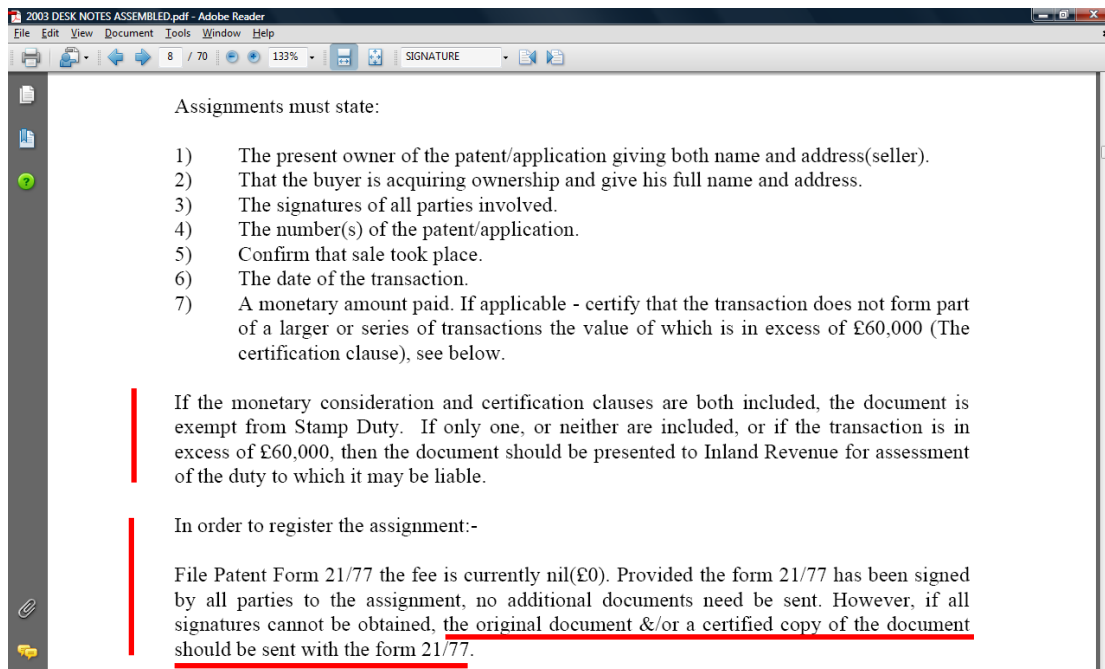 2003 DESK NOTES ASSEMBLED.pdf - Adobe Reader
File Edit View Document Tools Window Help
8 / 70 133% SIGNATURE
Assignments must state:
1) The present owner of the patent/application giving both name and address(seller).
2) That the buyer is acquiring ownership and give his full name and address.
3) The signatures of all parties involved.
4) The number(s) of the patent/application.
5) Confirm that sale took place.
6) The date of the transaction.
7) A monetary amount paid. If applicable - certify that the transaction does not form part
of a larger or series of transactions the value of which is in excess of £60,000 (The
certification clause), see below.
If the monetary consideration and certification clauses are both included, the document is
exempt from Stamp Duty. If only one, or neither are included, or if the transaction is in
excess of £60,000, then the document should be presented to Inland Revenue for assessment
of the duty to which it may be liable.
In order to register the assignment:-
File Patent Form 21/77 the fee is currently nil(£0). Provided the form 21/77 has been signed
by all parties to the assignment, no additional documents need be sent. However, if all
signatures cannot be obtained, the original document &/or a certified copy of the document
should be sent with the form 21/77.